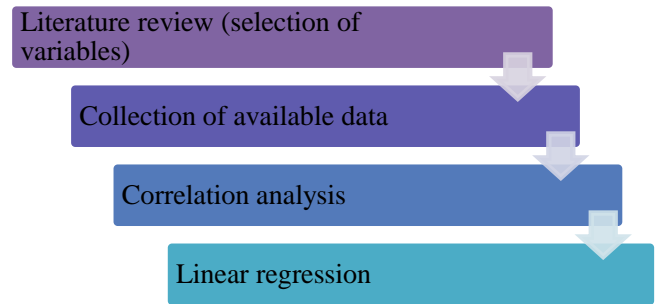 Literature review (selection of
variables)
Collection of available data
Correlation analysis
Linear regression